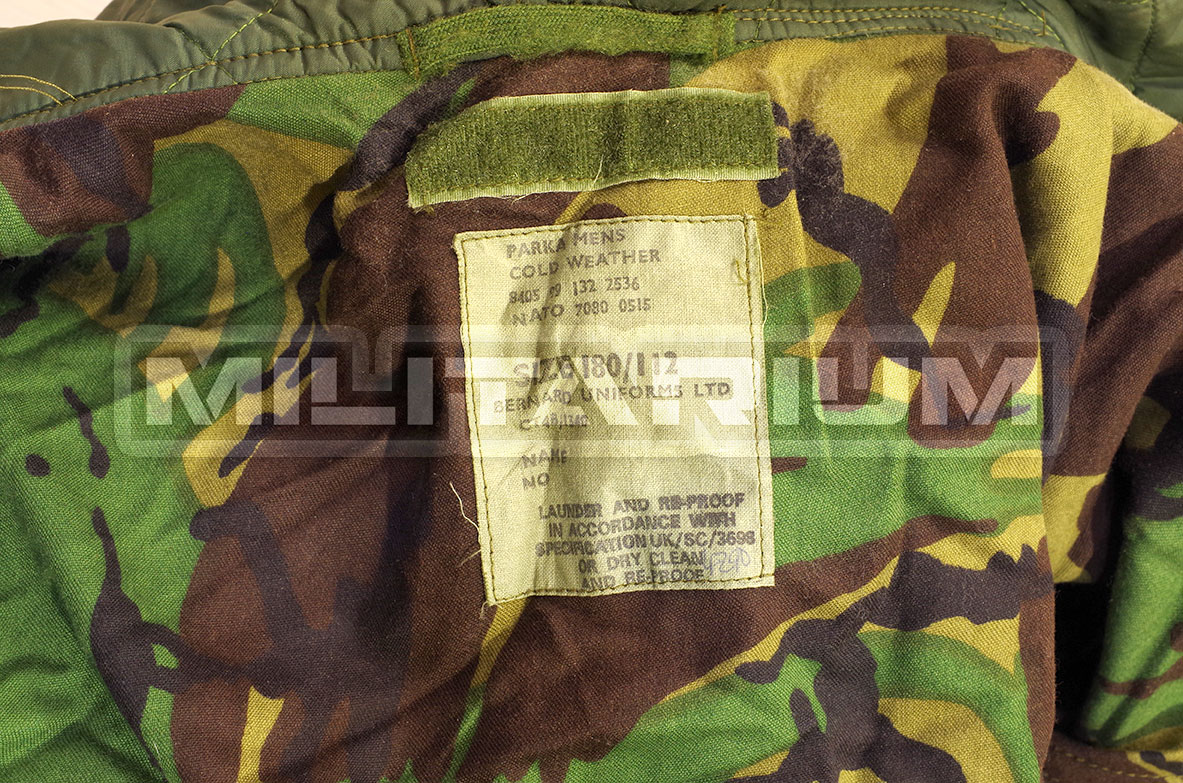 PARKA MENS
COLD WEATHER
8405 99 132 2536
NATO 7080 0515
SIZE 180/112
BERNARD UNIFORMS LTD
NAME
NO
LAUNDER AND RE-PROOF
IN ACCORDANCE WITH
SPECIFICATION UK/SC/3693
OR DRY CLEAN
AND RE-PROOF
MILITARIUM